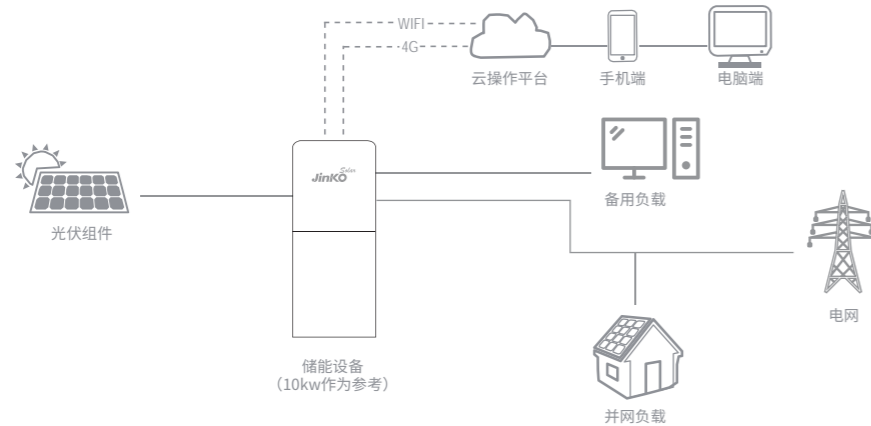 WIFI
4G
云操作平台
手机端
电脑端
JinKO
Solar
备用负载
光伏组件
电网
储能设备
（10kw作为参考）
并网负载